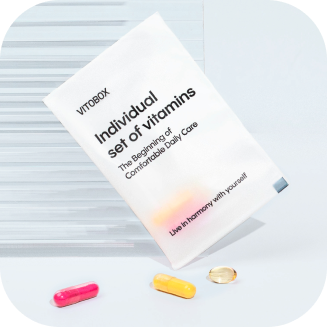 VITOBOX
Individual
set of vitamins
The Beginning of
Comfortable Daily Care
Live in harmony with yourself